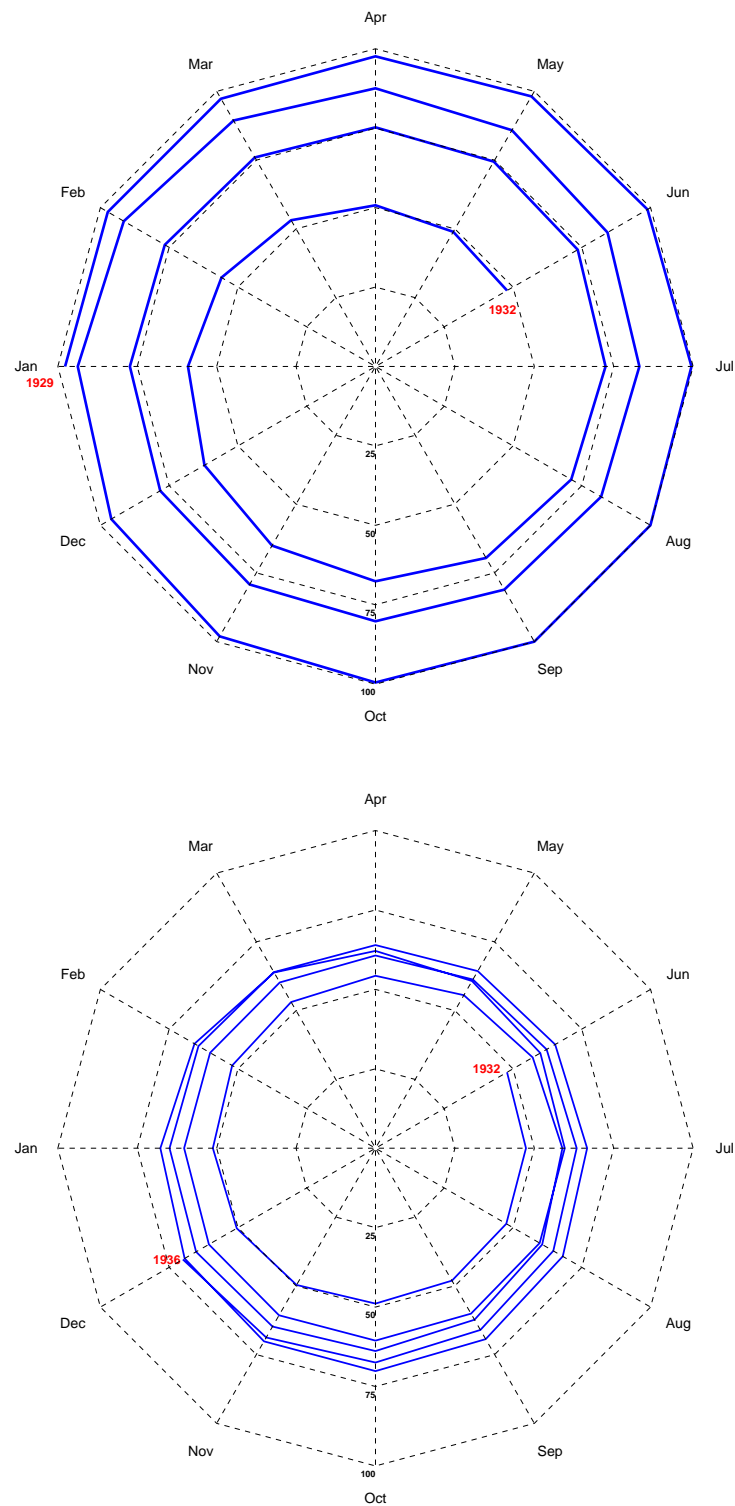 Apr
Mar
May
Feb
Jun
1932
Jan
Jul
1929
25
50
Dec
Aug
75
Nov
Sep
100
Oct
Apr
Mar
May
Feb
Jun
1932
Jan
Jul
25
1936
50
Dec
Aug
75
Nov
Sep
100
Oct